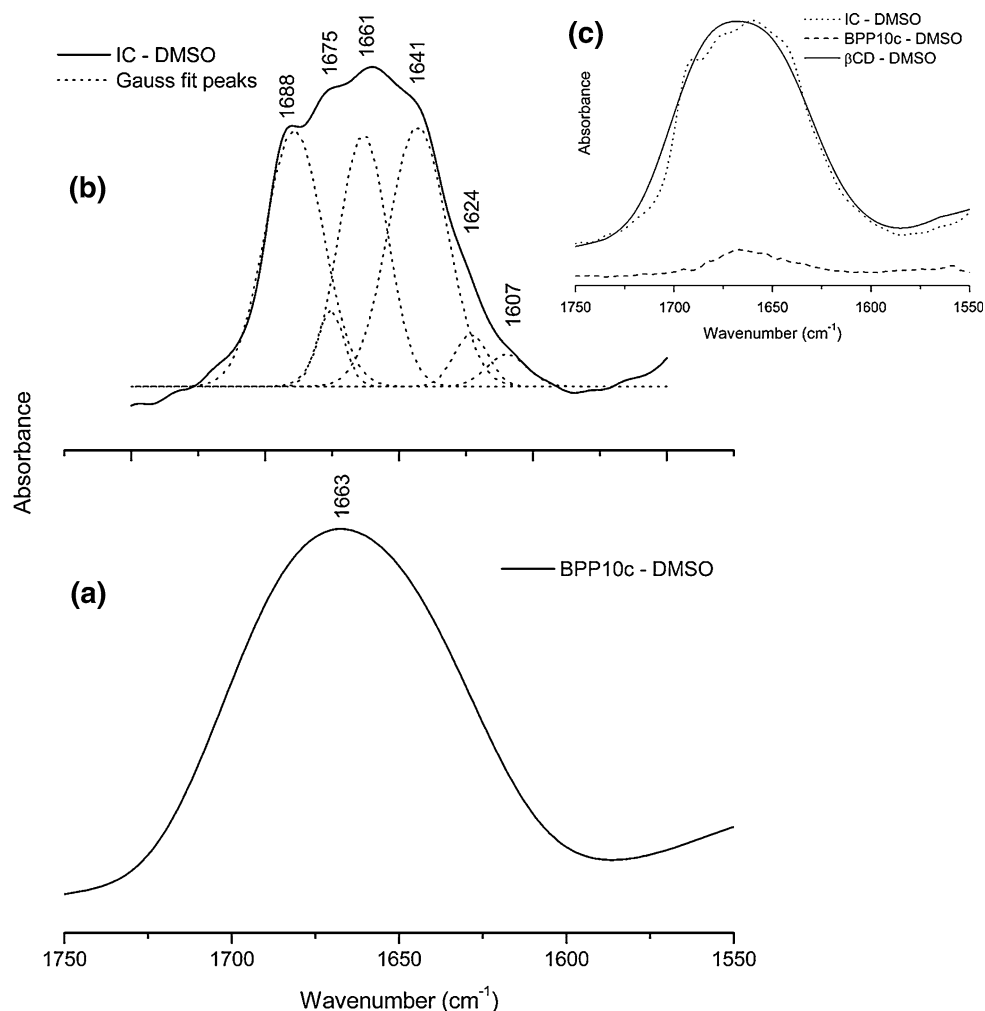 (b)
IC - DMSO
Gauss fit peaks
1688
1675
1661
1641
1624
1607
(c)
IC - DMSO
BPP10c - DMSO
βCD - DMSO
Absorbance
1750
1700
1650
1600
1550
Wavenumber (cm⁻¹)
Absorbance
(a)
1663
BPP10c - DMSO
1750
1700
1650
1600
1550
Wavenumber (cm⁻¹)